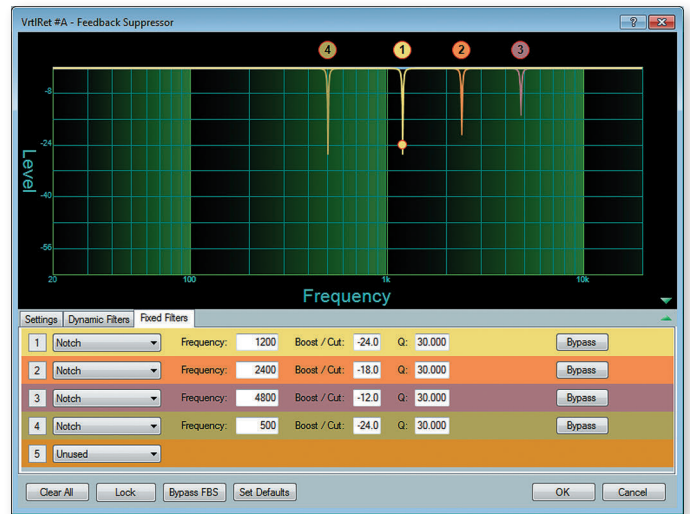 VrtlRet #A - Feedback Suppressor
? X
4 1 2 3
-8
-24
-40
-56
Level
20 100 1k 10k
Frequency
Settings Dynamic Filters Fixed Filters
1 Notch Frequency: 1200 Boost / Cut: -24.0 Q: 30.000 Bypass
2 Notch Frequency: 2400 Boost / Cut: -18.0 Q: 30.000 Bypass
3 Notch Frequency: 4800 Boost / Cut: -12.0 Q: 30.000 Bypass
4 Notch Frequency: 500 Boost / Cut: -24.0 Q: 30.000 Bypass
5 Unused
Clear All Lock Bypass FBS Set Defaults OK Cancel